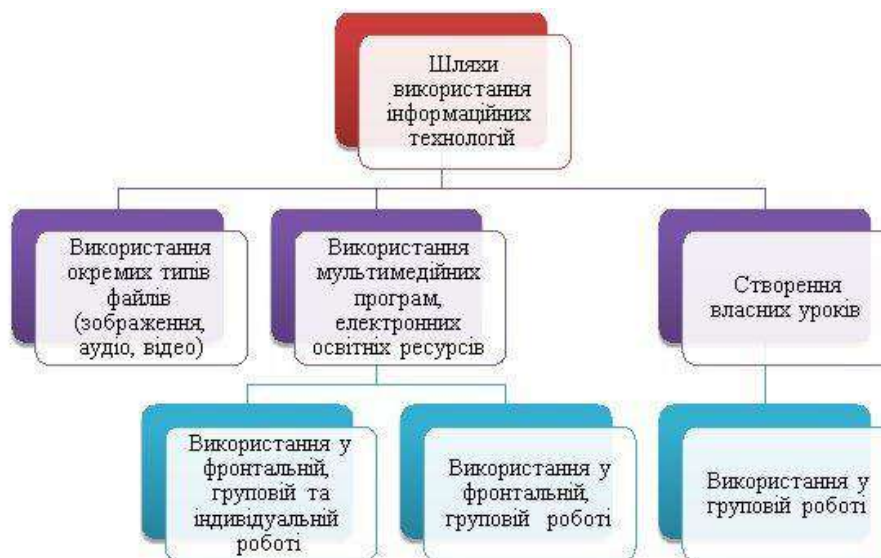 Шляхи
використання
інформаційних
технологій
Використання
окремих типів
файлів
(зображення,
аудіо, відео)
Використання
мультимедійних
програм,
електронних
освітніх ресурсів
Створення
власних уроків
Використання у
фронтальній,
груповій та
індивідуальній
роботі
Використання у
фронтальній,
груповій роботі
Використання у
груповій роботі